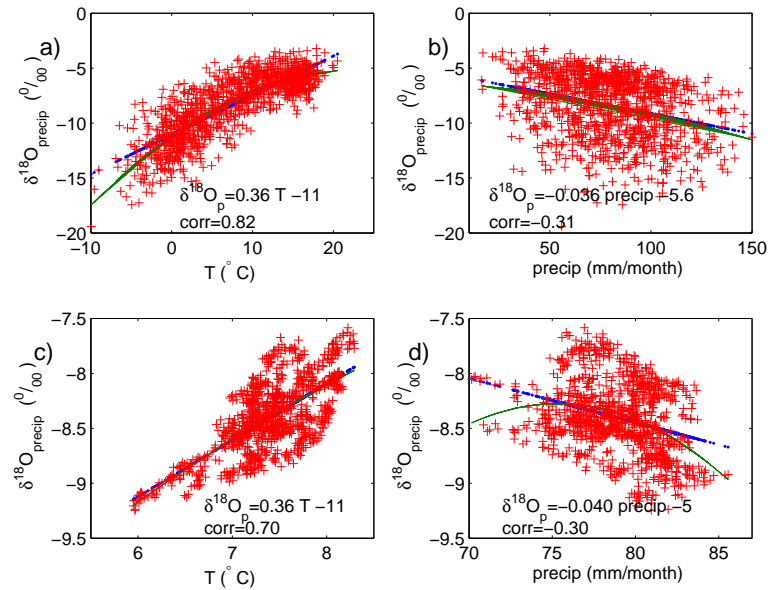 a)
0
−5
−10
−15
−20
δ¹⁸Oₚᵣₑcᵢₚ (⁰/₀₀)
δ¹⁸Oₚ=0.36 T −11
corr=0.82
−10 0 10 20
T (° C)
b)
0
−5
−10
−15
−20
δ¹⁸Oₚᵣₑcᵢₚ (⁰/₀₀)
δ¹⁸Oₚ=−0.036 precip −5.6
corr=−0.31
50 100 150
precip (mm/month)
c)
−7.5
−8
−8.5
−9
−9.5
δ¹⁸Oₚᵣₑcᵢₚ (⁰/₀₀)
δ¹⁸Oₚ=0.36 T −11
corr=0.70
6 7 8
T (° C)
d)
−7.5
−8
−8.5
−9
−9.5
δ¹⁸Oₚᵣₑcᵢₚ (⁰/₀₀)
δ¹⁸Oₚ=−0.040 precip −5
corr=−0.30
70 75 80 85
precip (mm/month)